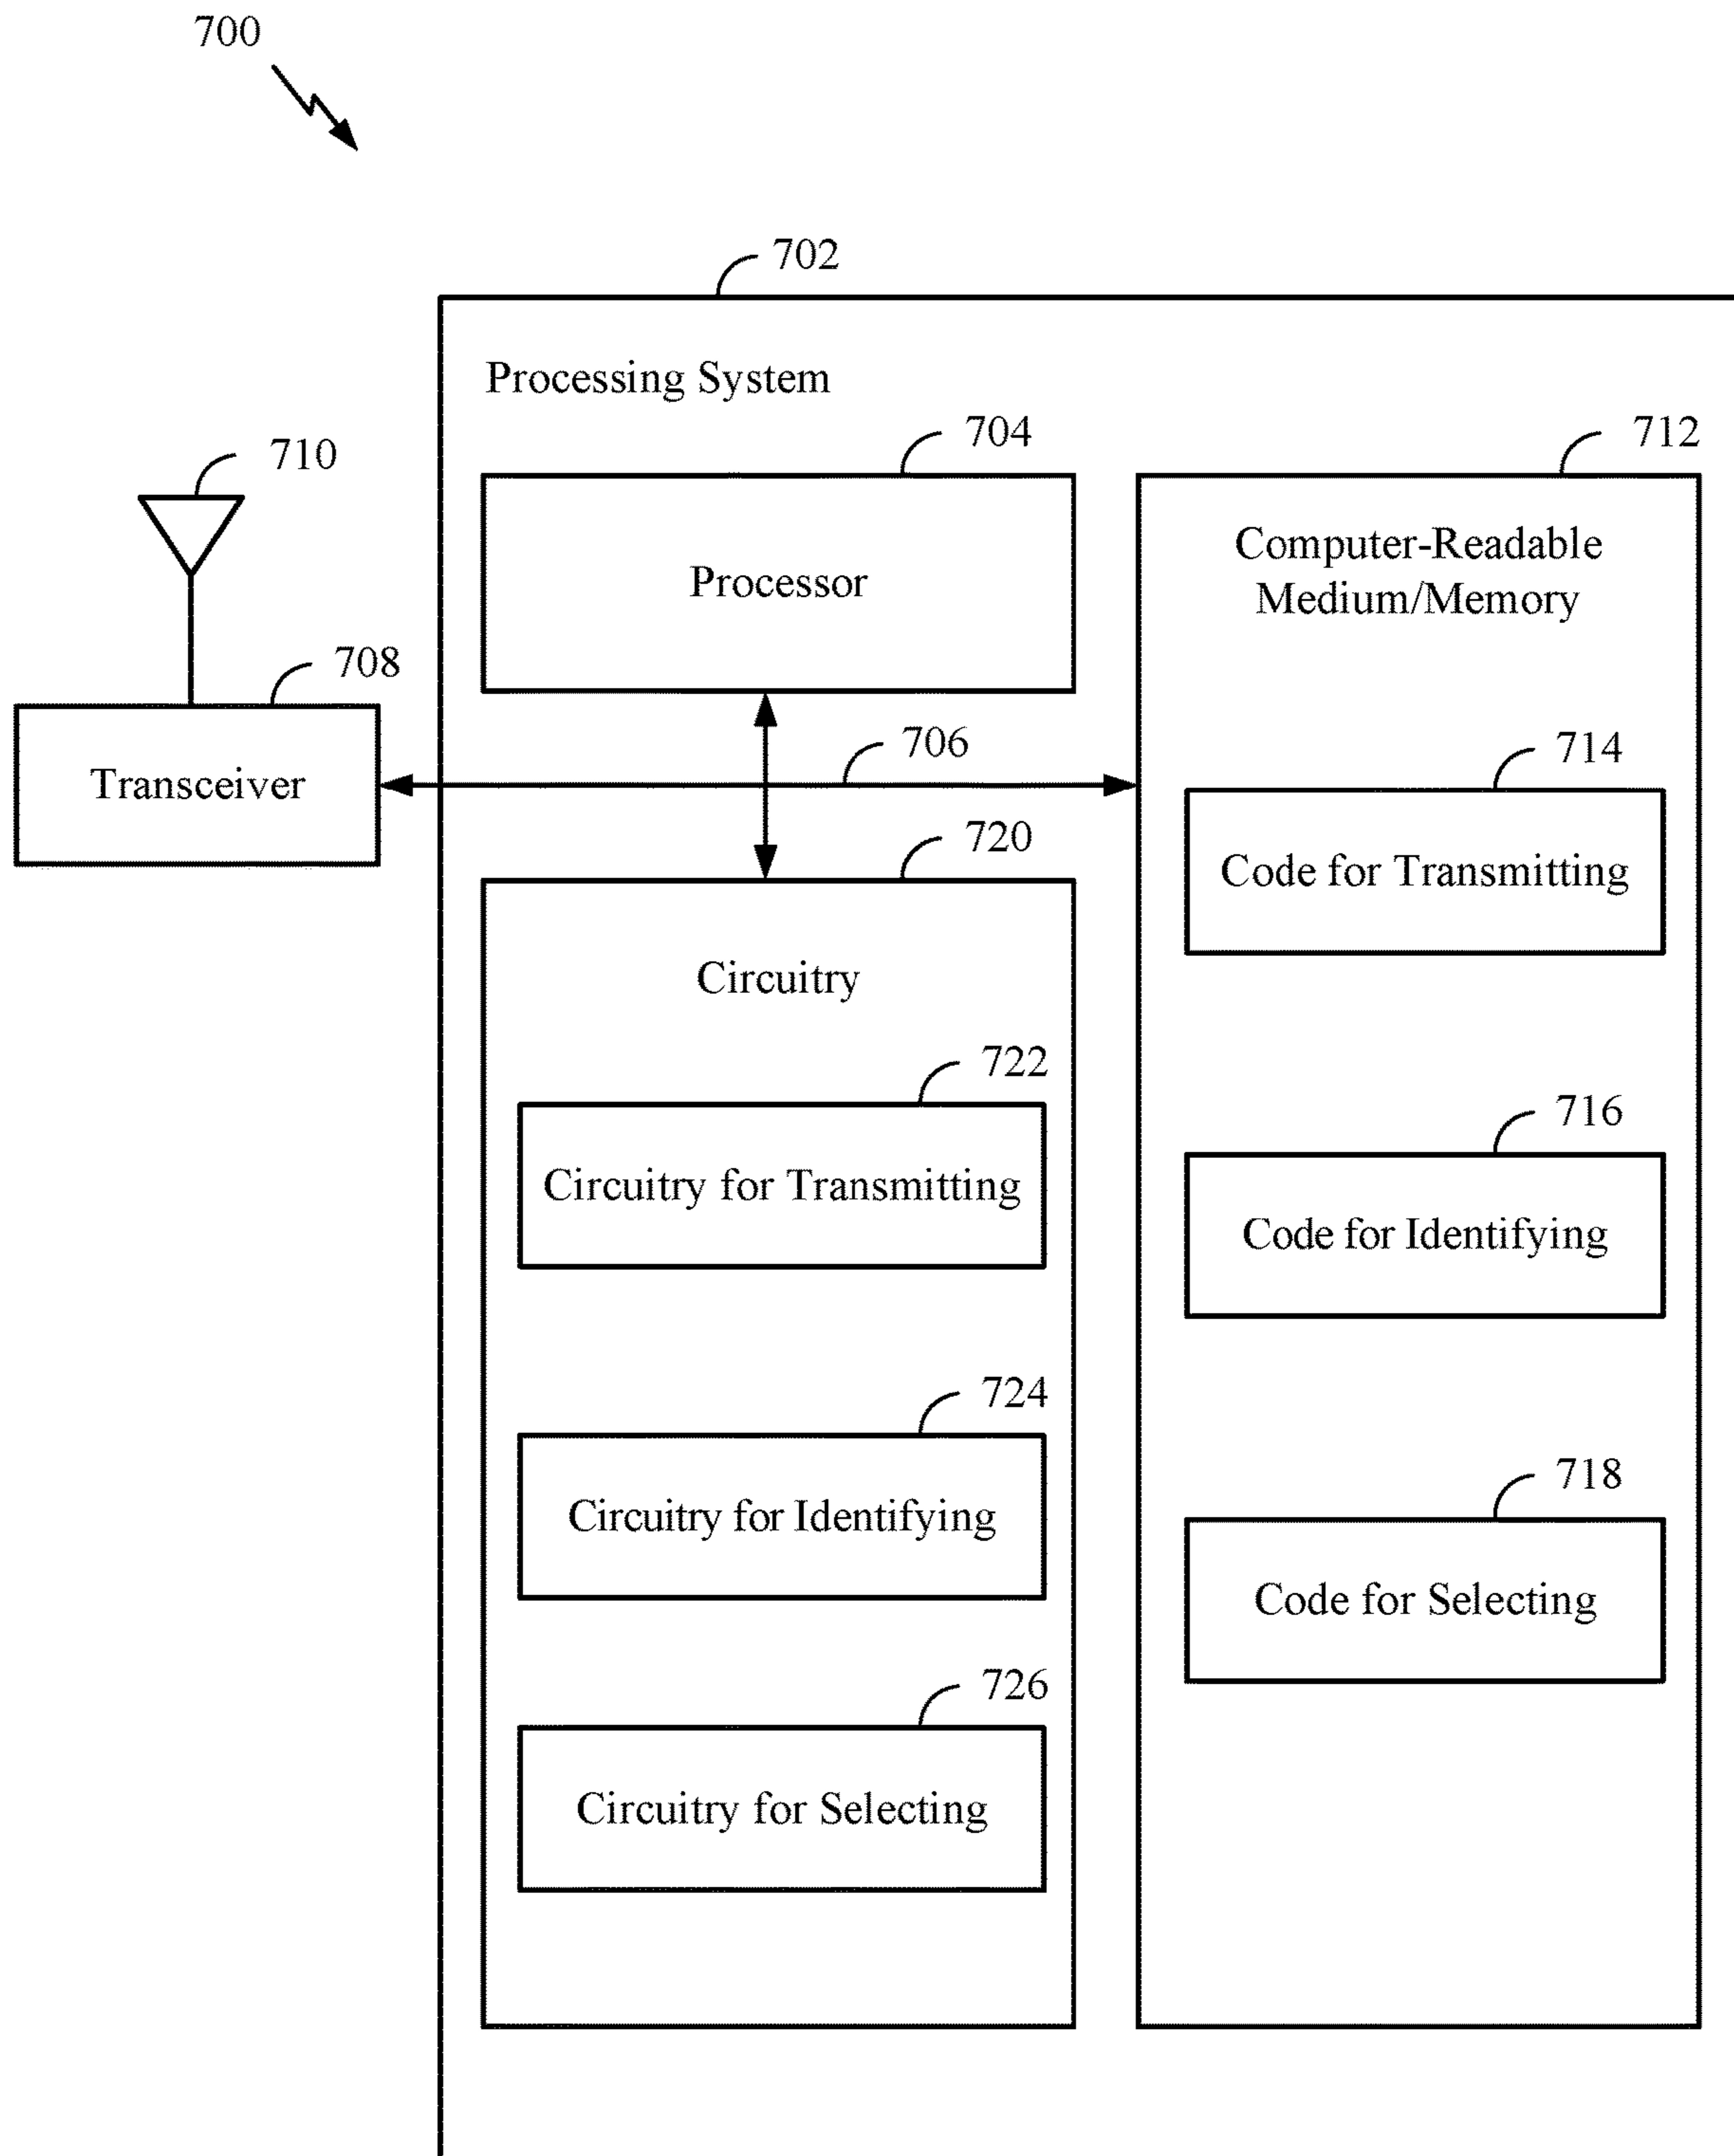 700
702
Processing System
704
712
710
Processor
Computer-Readable
Medium/Memory
708
Transceiver
706
714
Code for Transmitting
720
Circuitry
722
Circuitry for Transmitting
716
Code for Identifying
724
Circuitry for Identifying
718
Code for Selecting
726
Circuitry for Selecting